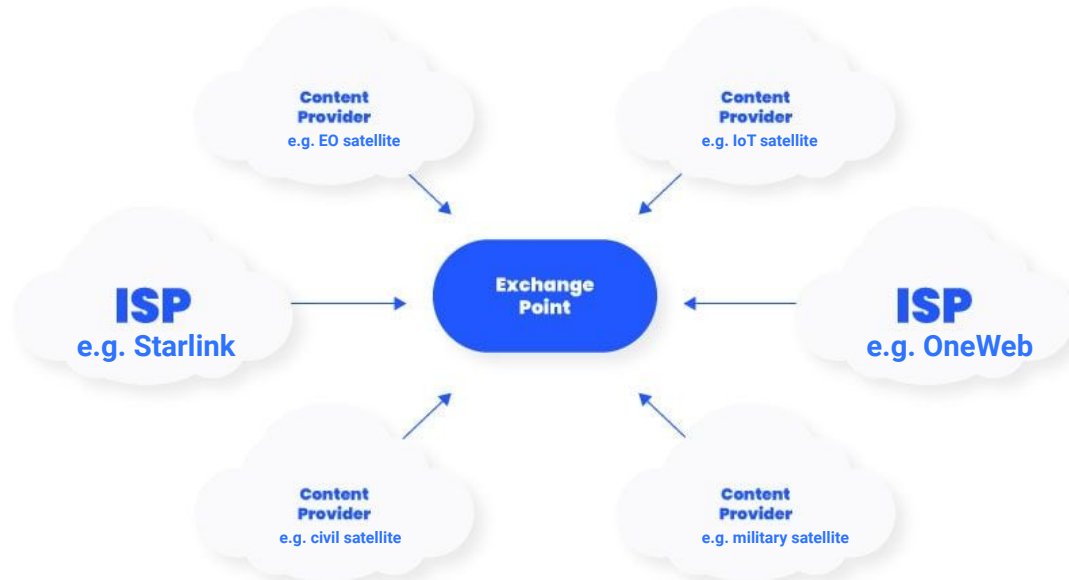 Content
Provider
e.g. EO satellite
Content
Provider
e.g. IoT satellite
ISP
e.g. Starlink
Exchange
Point
ISP
e.g. OneWeb
Content
Provider
e.g. civil satellite
Content
Provider
e.g. military satellite